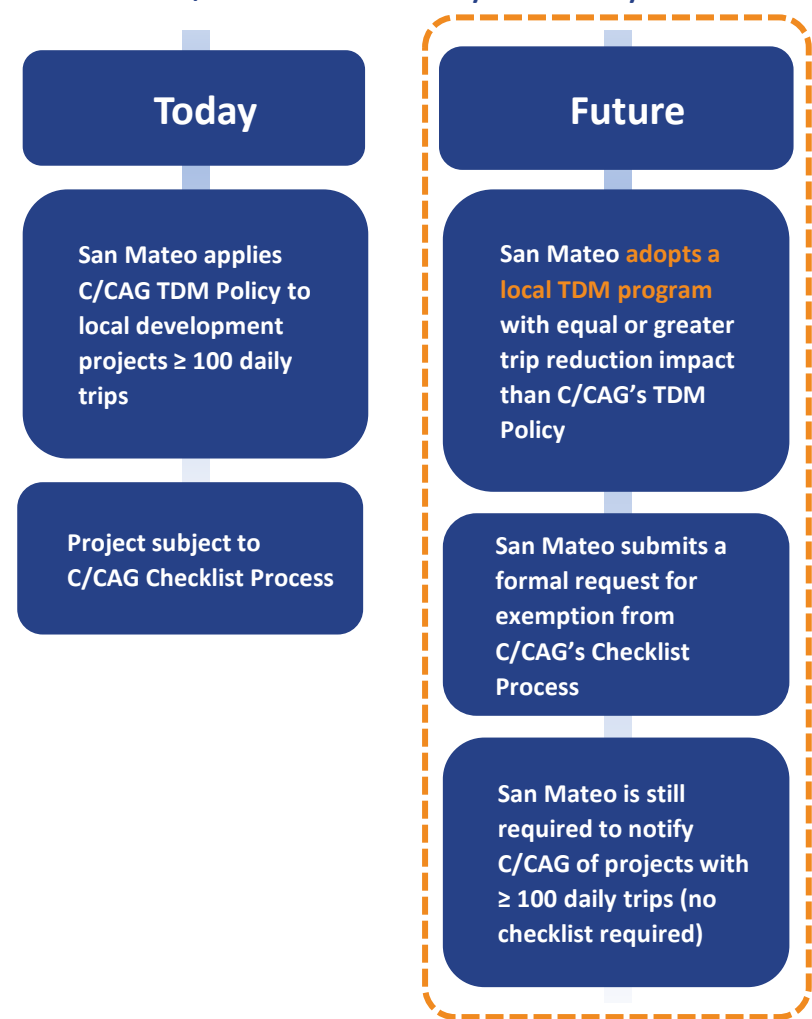 Today
San Mateo applies
C/CAG TDM Policy to
local development
projects ≥ 100 daily
trips
Project subject to
C/CAG Checklist Process
Future
San Mateo adopts a
local TDM program
with equal or greater
trip reduction impact
than C/CAG's TDM
Policy
San Mateo submits a
formal request for
exemption from
C/CAG's Checklist
Process
San Mateo is still
required to notify
C/CAG of projects with
≥ 100 daily trips (no
checklist required)